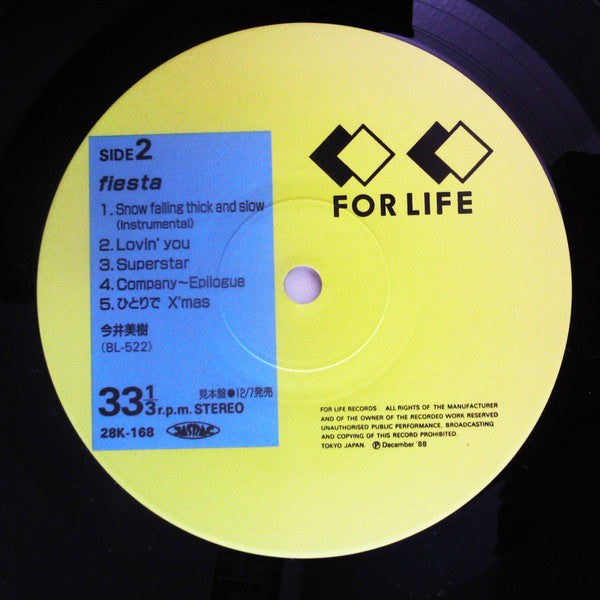 SIDE 2
fiesta
1. Snow falling thick and slow
(Instrumental)
2. Lovin' you
3. Superstar
4. Company～Epilogue
5. ひとりで X'mas
今井美樹
(BL-522)
33 1/3 r.p.m. STEREO
見本盤●12/7発売
28K-168
JASRAC
FOR LIFE
FOR LIFE RECORDS. ALL RIGHTS OF THE MANUFACTURER
AND OF THE OWNER OF THE RECORDED WORK RESERVED
UNAUTHORISED PUBLIC PERFORMANCE, BROADCASTING
AND COPYING OF THIS RECORD PROHIBITED.
TOKYO JAPAN. Ⓟ December '88